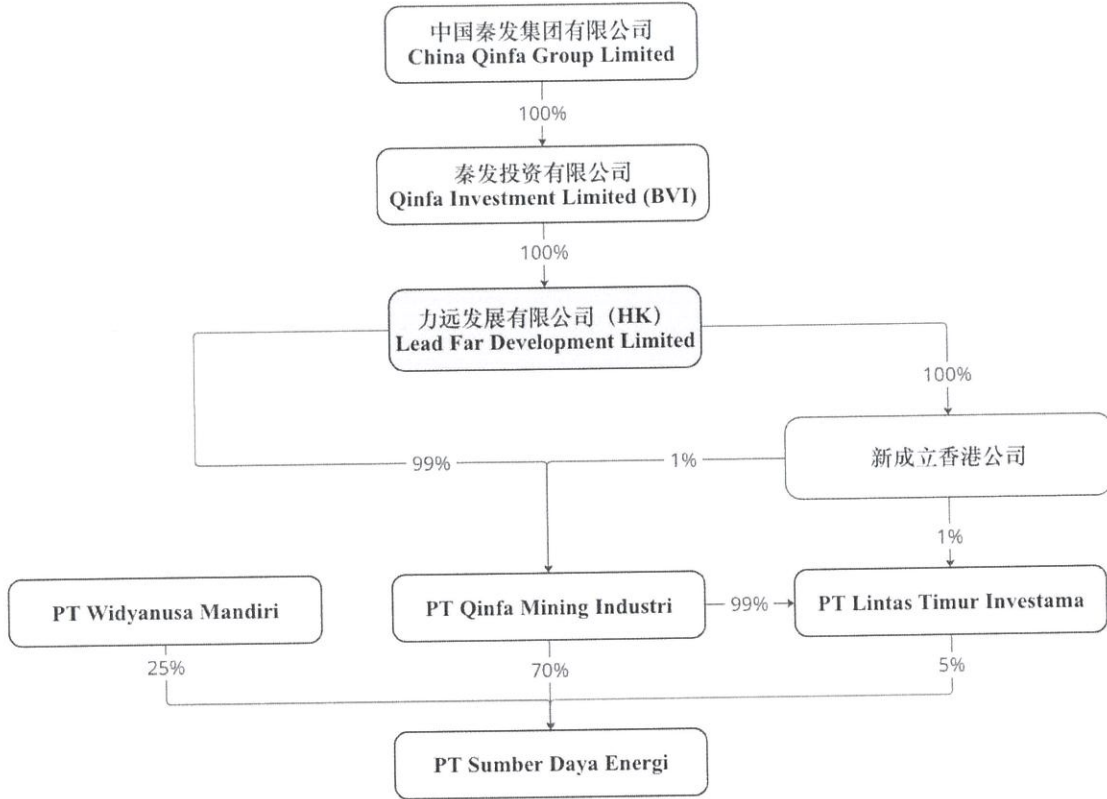 中国秦发集团有限公司
China Qinfa Group Limited
100%
秦发投资有限公司
Qinfa Investment Limited (BVI)
100%
力远发展有限公司（HK）
Lead Far Development Limited
100%
99%
1%
新成立香港公司
1%
PT Widyanusa Mandiri
PT Qinfa Mining Industri
99%
PT Lintas Timur Investama
25%
70%
5%
PT Sumber Daya Energi